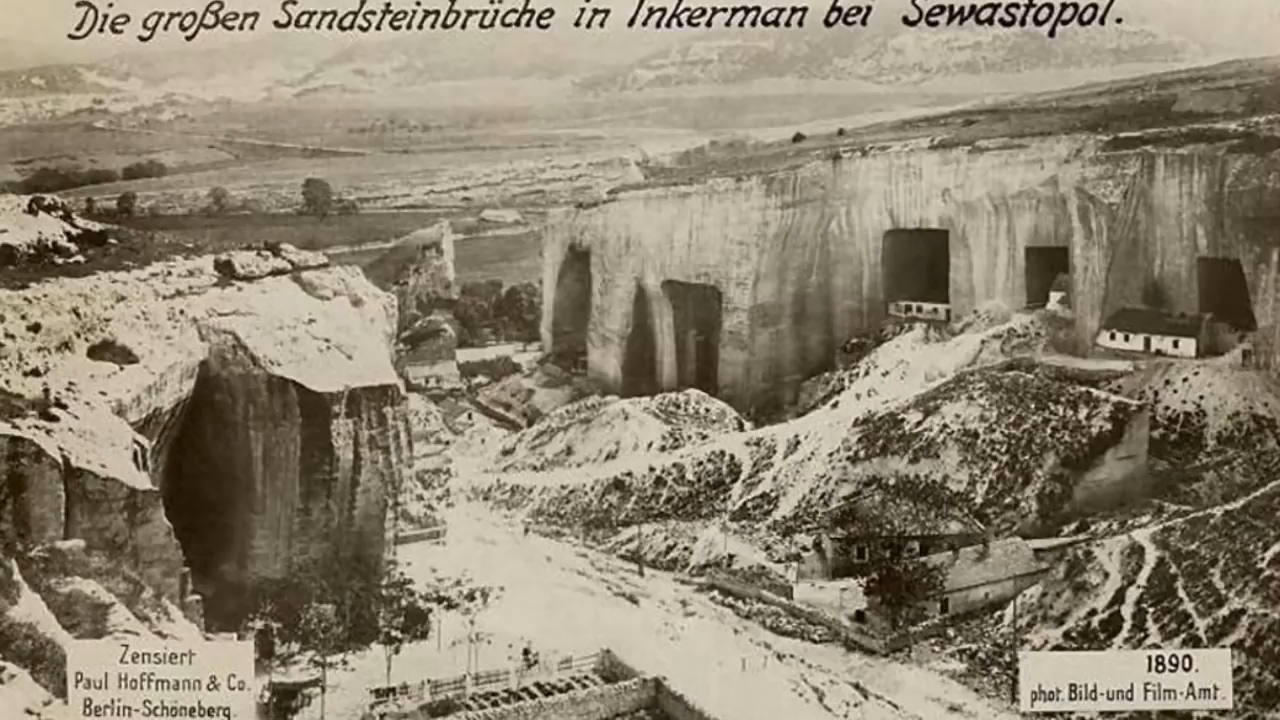 Die großen Sandsteinbrüche in Inkerman bei Sewastopol.
Zensiert
Paul Hoffmann & Co.
Berlin-Schöneberg.
1890.
phot. Bild-und Film-Amt.